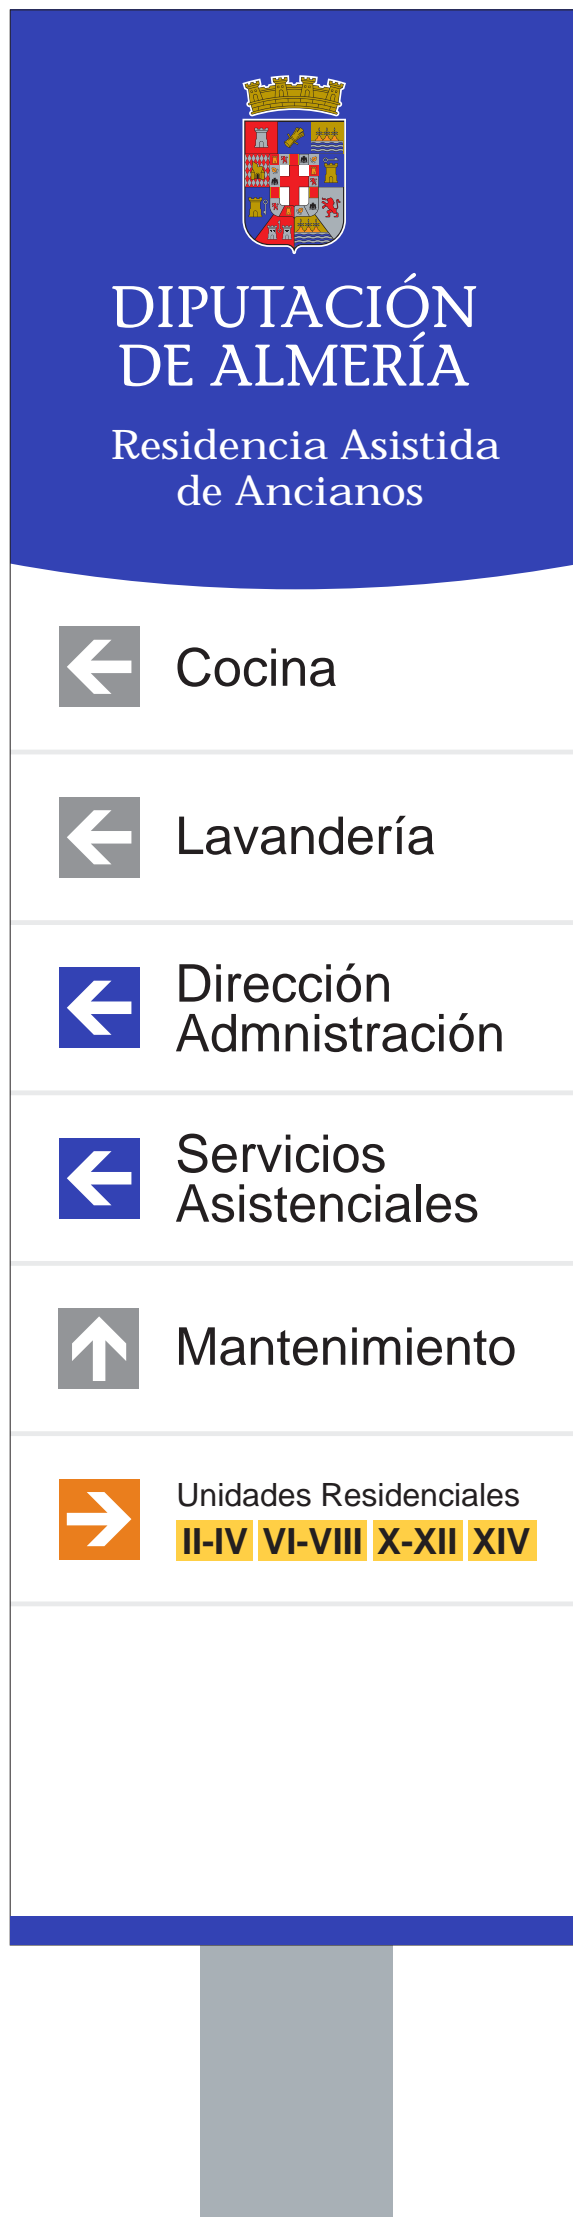 DIPUTACIÓN
DE ALMERÍA
Residencia Asistida
de Ancianos
Cocina
Lavandería
Dirección
Admnistración
Servicios
Asistenciales
Mantenimiento
Unidades Residenciales
II-IV VI-VIII X-XII XIV